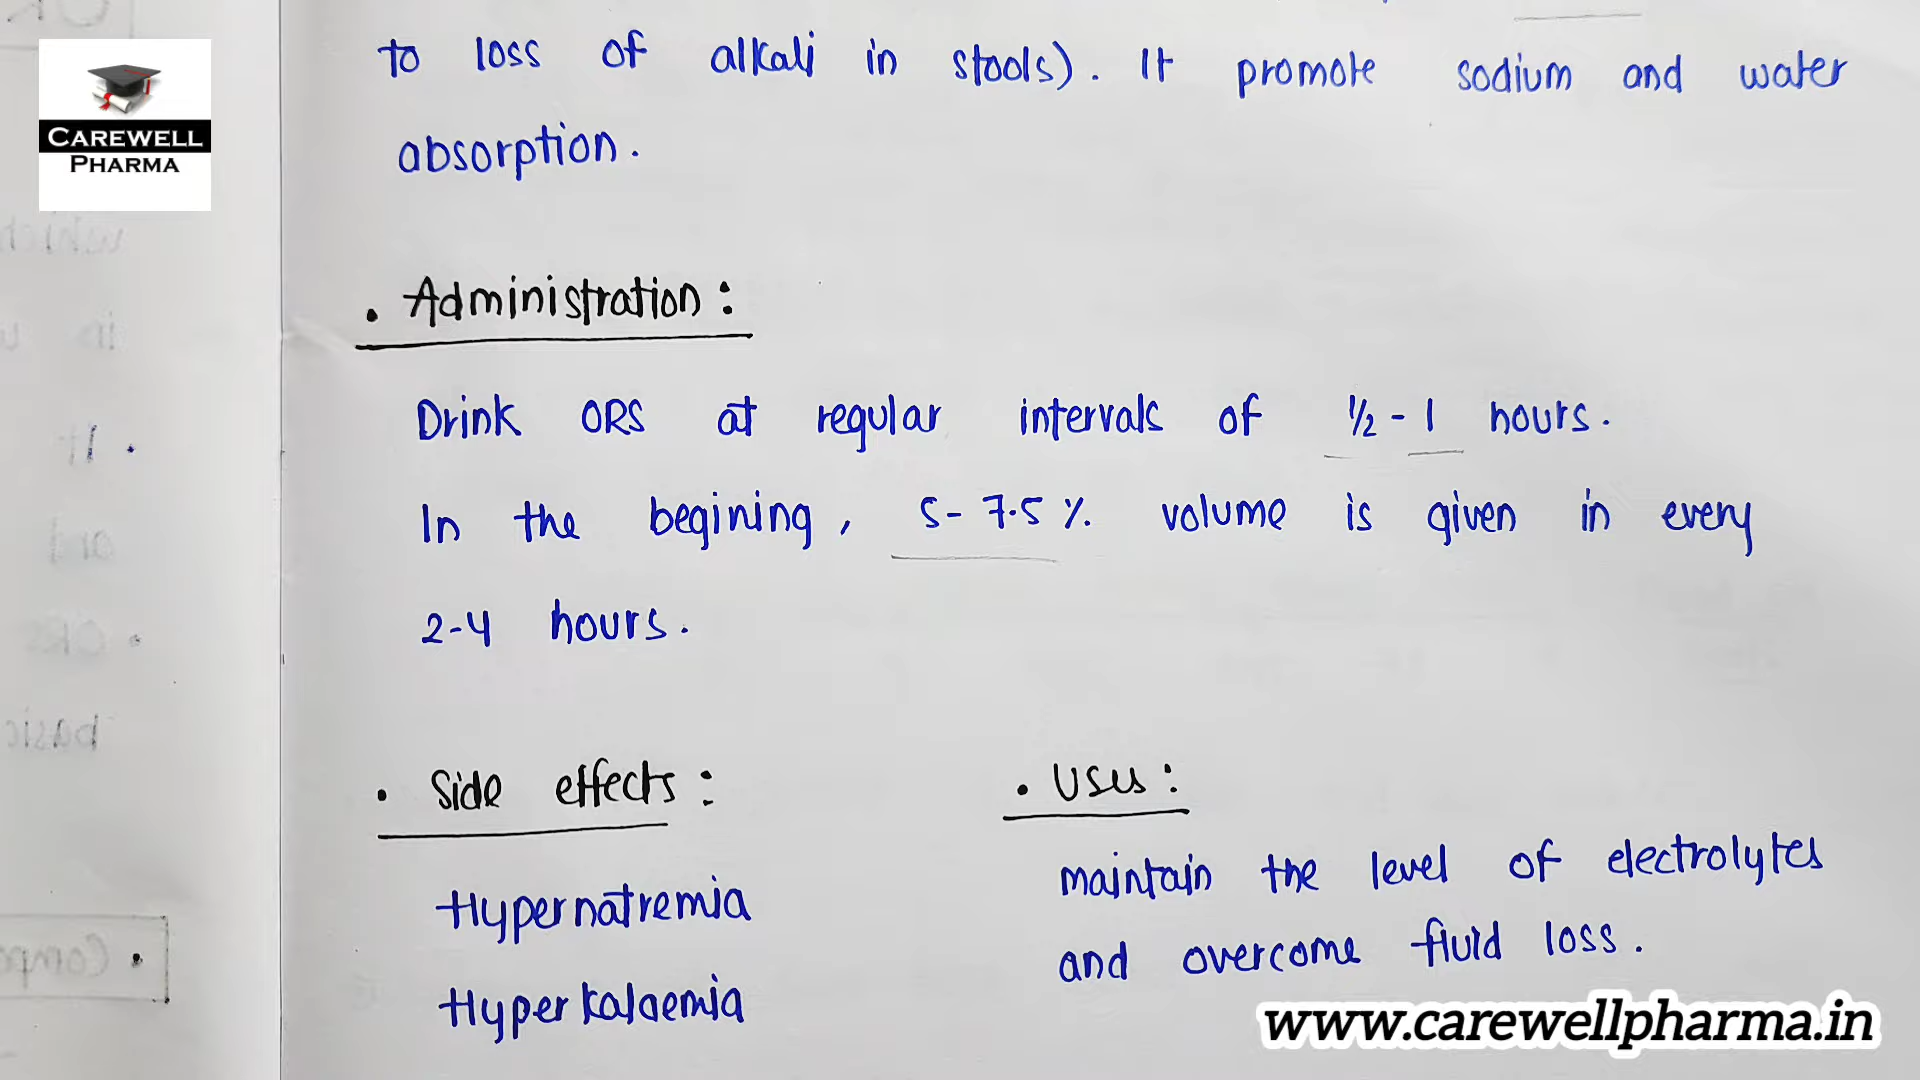 CAREWELL
PHARMA
to loss of alkali in stools). It promote sodium and water
absorption.
. Administration :
Drink ORS at regular intervals of 1/2 - 1 hours.
In the begining, 5- 7.5 % volume is given in every
2-4 hours.
. Side effects :
Hypernatremia
Hyperkalaemia
. Uses :
maintain the level of electrolytes
and overcome fluid loss.
www.carewellpharma.in